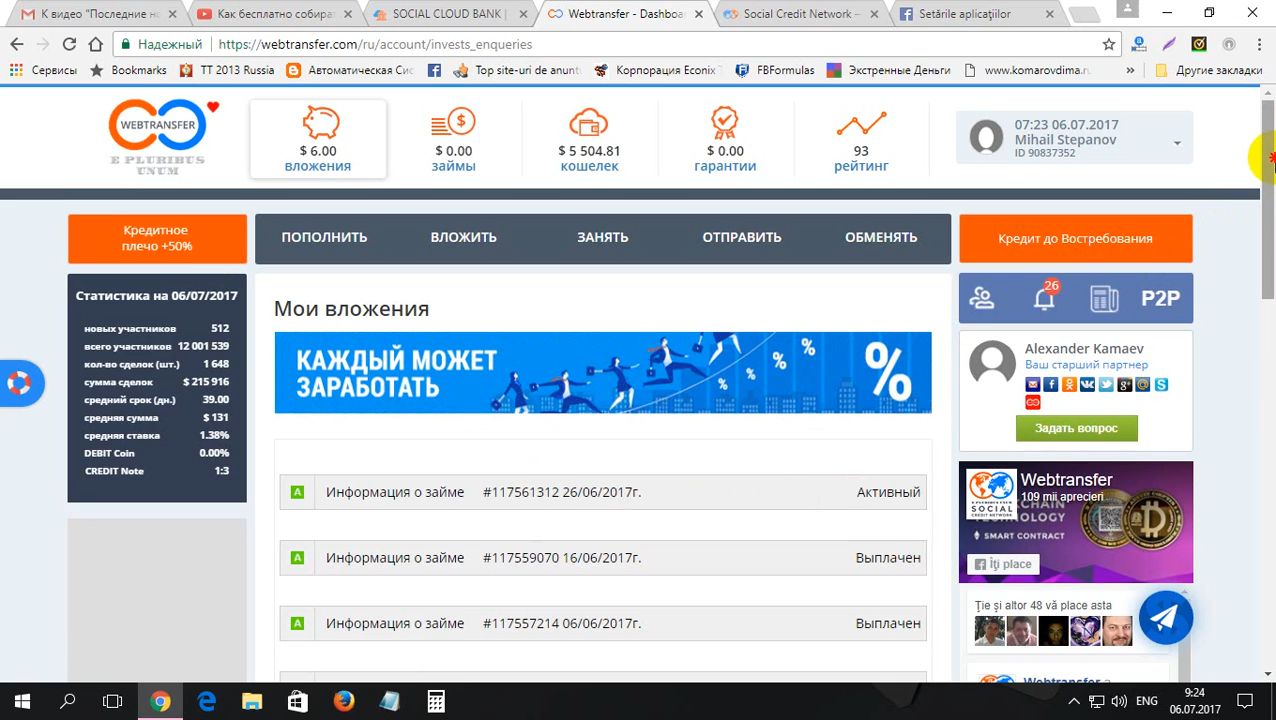 К видео "Последние но
Как бесплатно собира
SOCIAL CLOUD BANK |
Webtransfer - Dashboa
Social Credit Network –
Setările aplicaţiilor
Надежный
https://webtransfer.com/ru/account/invests_enqueries
Сервисы
Bookmarks
TT 2013 Russia
Автоматическая Сис
Top site-uri de anunt
Корпорация Econix
FBFormulas
Экстренные Деньги
www.komarovdima.r
»
Другие закладки
WEBTRANSFER
E PLURIBUS
UNUM
$ 6.00
вложения
$ 0.00
займы
$ 5 504.81
кошелек
$ 0.00
гарантии
93
рейтинг
07:23 06.07.2017
Mihail Stepanov
ID 90837352
Кредитное
плечо +50%
ПОПОЛНИТЬ
ВЛОЖИТЬ
ЗАНЯТЬ
ОТПРАВИТЬ
ОБМЕНЯТЬ
Кредит до Востребования
Статистика на 06/07/2017
новых участников 512
всего участников 12 001 539
кол-во сделок (шт.) 1 648
сумма сделок $ 215 916
средний срок (дн.) 39.00
средняя сумма $ 131
средняя ставка 1.38%
DEBIT Coin 0.00%
CREDIT Note 1:3
Мои вложения
КАЖДЫЙ МОЖЕТ
ЗАРАБОТАТЬ
% % % %
Информация о займе #117561312 26/06/2017г. Активный
Информация о займе #117559070 16/06/2017г. Выплачен
Информация о займе #117557214 06/06/2017г. Выплачен
A
A
A
26
P2P
Alexander Kamaev
Ваш старший партнер
Задать вопрос
Webtransfer
109 mii aprecieri
SOCIAL
CREDIT NETWORK
CHAIN
TECHNOLOGY
SMART CONTRACT
Îţi place
Ţie şi altor 48 vă place asta
Webtransfer a
ENG
9:24
06.07.2017